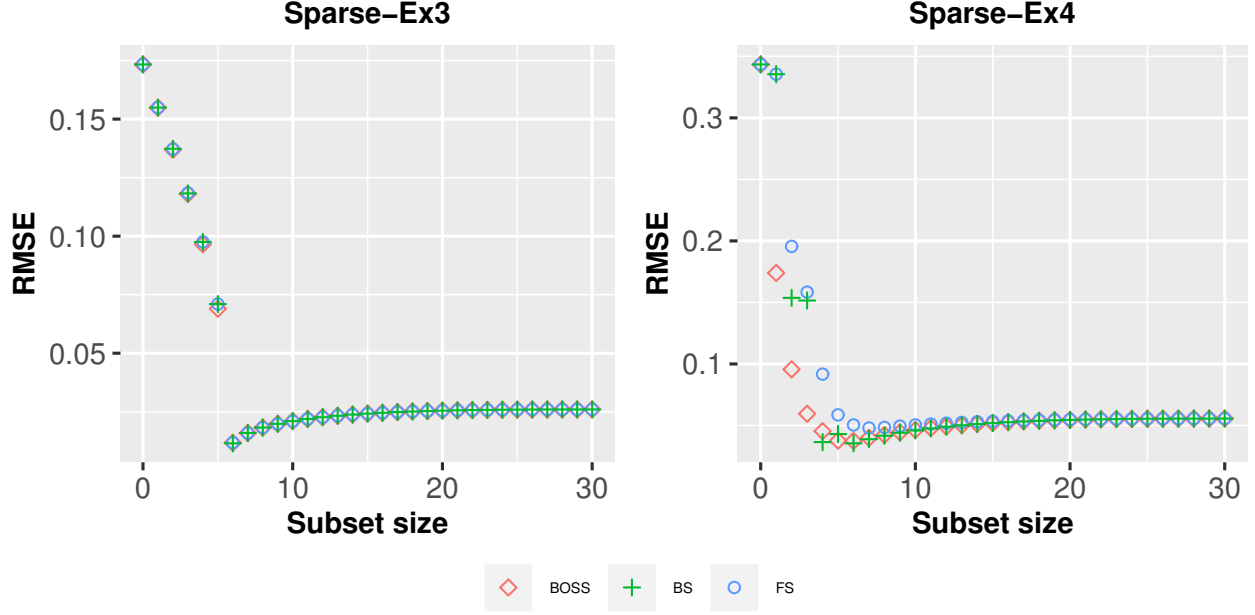 Sparse−Ex3
Sparse−Ex4
RMSE
0.15
0.10
0.05
0
10
20
30
Subset size
RMSE
0.3
0.2
0.1
0
10
20
30
Subset size
BOSS
BS
FS